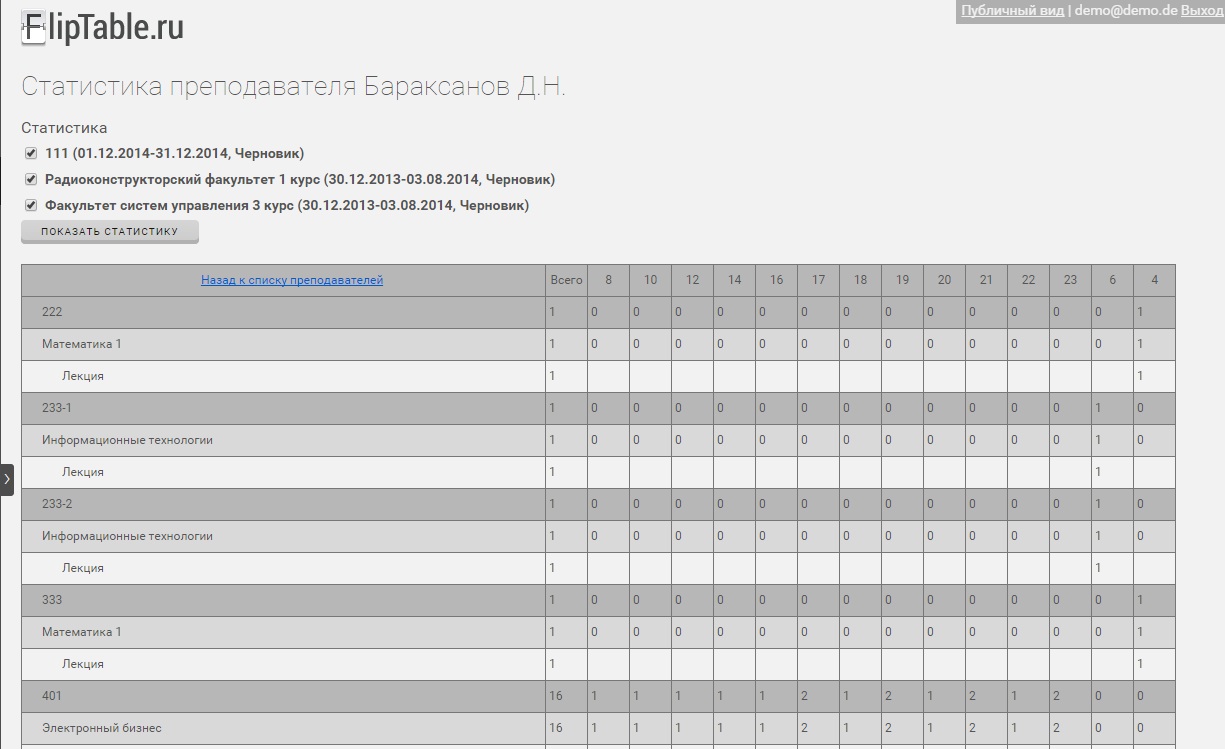 FlipTable.ru
Публичный вид | demo@demo.de Выход
Статистика преподавателя Бараксанов Д.Н.
Статистика
111 (01.12.2014-31.12.2014, Черновик)
Радиоконструкторский факультет 1 курс (30.12.2013-03.08.2014, Черновик)
Факультет систем управления 3 курс (30.12.2013-03.08.2014, Черновик)
ПОКАЗАТЬ СТАТИСТИКУ
Назад к списку преподавателей Всего 8 10 12 14 16 17 18 19 20 21 22 23 6 4
222 1 0 0 0 0 0 0 0 0 0 0 0 0 0 1
Математика 1 1 0 0 0 0 0 0 0 0 0 0 0 0 0 1
Лекция 1 1
233-1 1 0 0 0 0 0 0 0 0 0 0 0 0 1 0
Информационные технологии 1 0 0 0 0 0 0 0 0 0 0 0 0 1 0
Лекция 1 1
233-2 1 0 0 0 0 0 0 0 0 0 0 0 0 1 0
Информационные технологии 1 0 0 0 0 0 0 0 0 0 0 0 0 1 0
Лекция 1 1
333 1 0 0 0 0 0 0 0 0 0 0 0 0 0 1
Математика 1 1 0 0 0 0 0 0 0 0 0 0 0 0 0 1
Лекция 1 1
401 16 1 1 1 1 1 2 1 2 1 2 1 2 0 0
Электронный бизнес 16 1 1 1 1 1 2 1 2 1 2 1 2 0 0